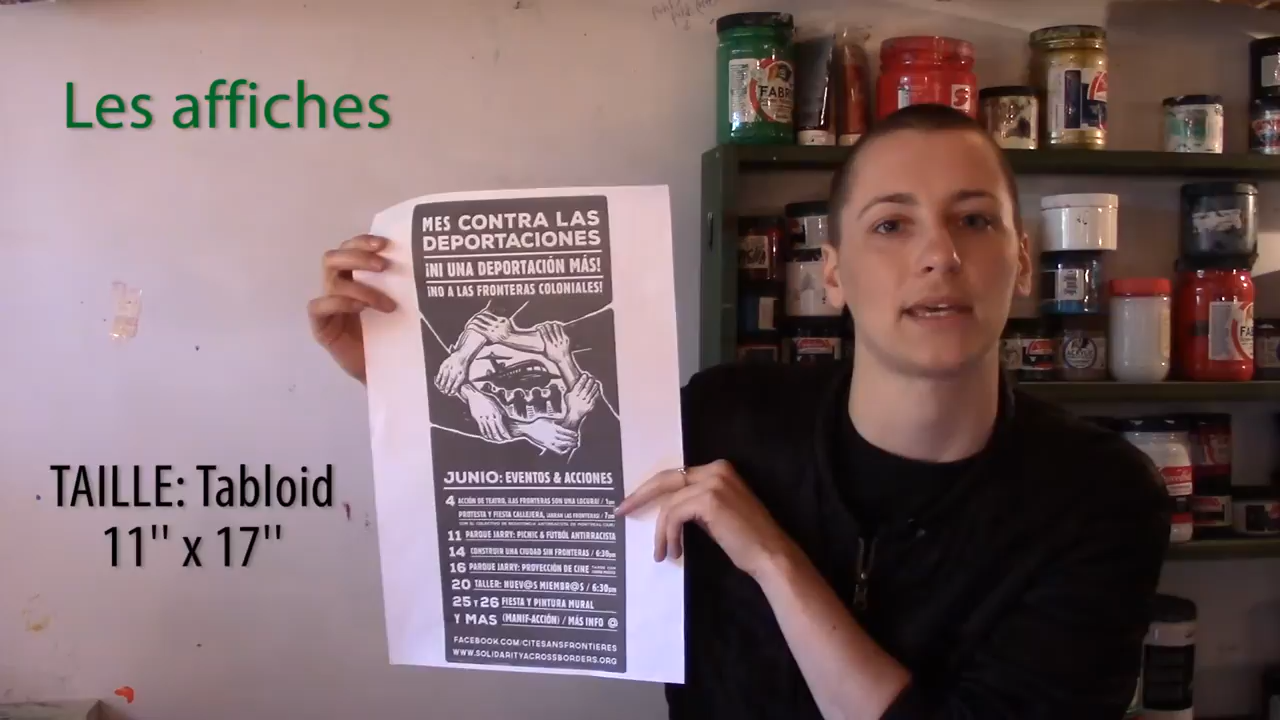 Les affiches
TAILLE: Tabloid
11" x 17"
MES CONTRA LAS
DEPORTACIONES
¡NI UNA DEPORTACIÓN MÁS!
¡NO A LAS FRONTERAS COLONIALES!
JUNIO: EVENTOS & ACCIONES
4 ACCIÓN DE TEATRO, ¡LAS FRONTERAS SON UNA LOCURA! / 1pm
PROTESTA Y FIESTA CALLEJERA, ¡ABRAN LAS FRONTERAS! / 7pm
11 PARQUE JARRY: PICNIC & FUTBÓL ANTIRRACISTA
14 CONSTRUIR UNA CIUDAD SIN FRONTERAS / 6:30pm
16 PARQUE JARRY: PROYECCIÓN DE CINE
20 TALLER: NUEV@S MIEMBR@S / 6:30pm
25 Y 26 FIESTA Y PINTURA MURAL
Y MAS (MANIF-ACCIÓN) / MÁS INFO @
FACEBOOK.COM/CITESANSFRONTIERES
WWW.SOLIDARITYACROSSBORDERS.ORG
FABRI
FAB
ACRYLIC